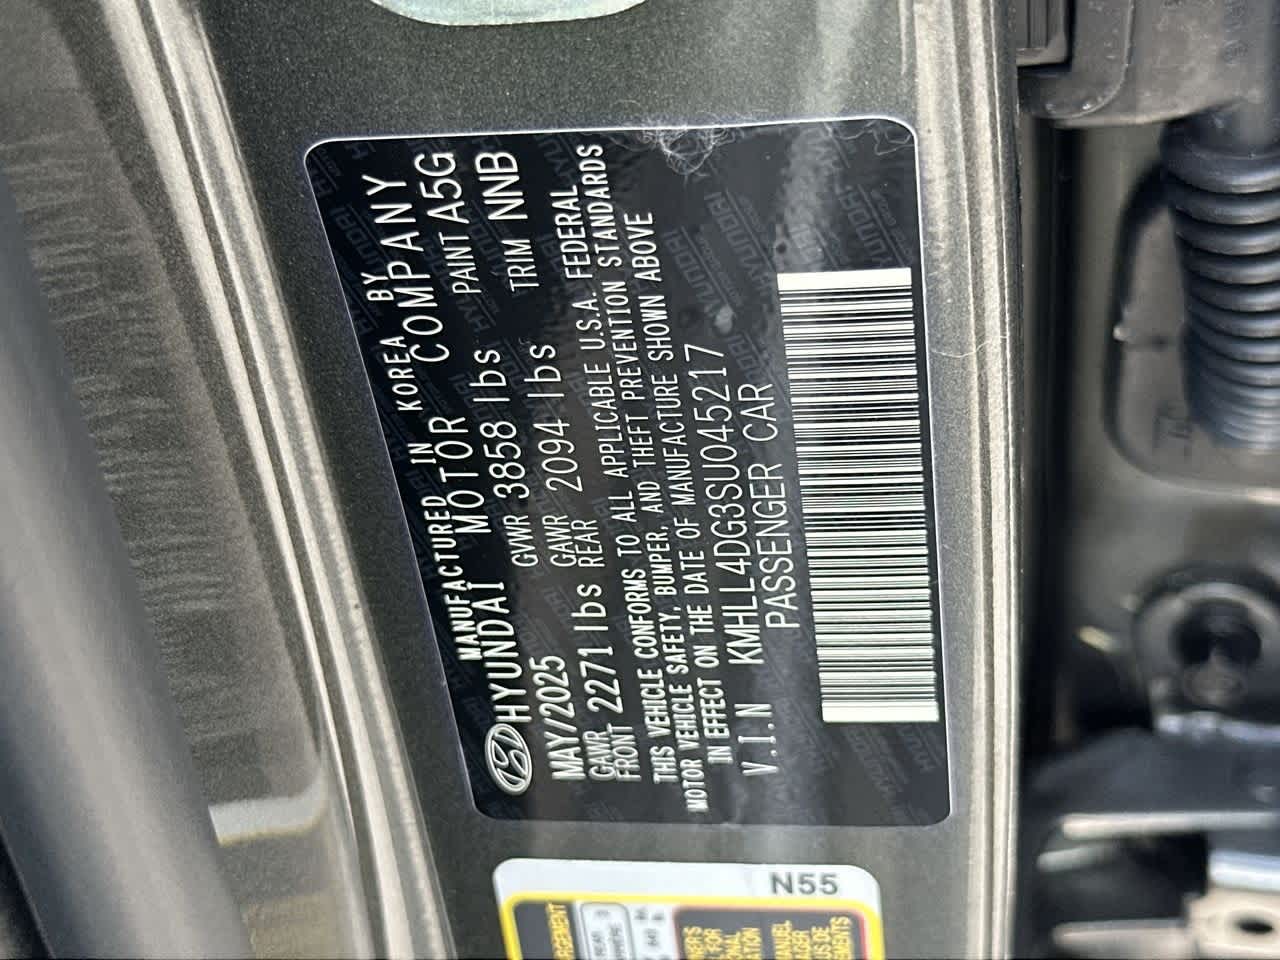 MANUFACTURED IN KOREA BY
HYUNDAI MOTOR COMPANY
MAY/2025 GVWR 3858 lbs PAINT A5G
GAWR FRONT 2271 lbs GAWR REAR 2094 lbs TRIM NNB
THIS VEHICLE CONFORMS TO ALL APPLICABLE U.S.A. FEDERAL
MOTOR VEHICLE SAFETY, BUMPER, AND THEFT PREVENTION STANDARDS
IN EFFECT ON THE DATE OF MANUFACTURE SHOWN ABOVE
V.I.N KMHLL4DG3SU045217
PASSENGER CAR
N55